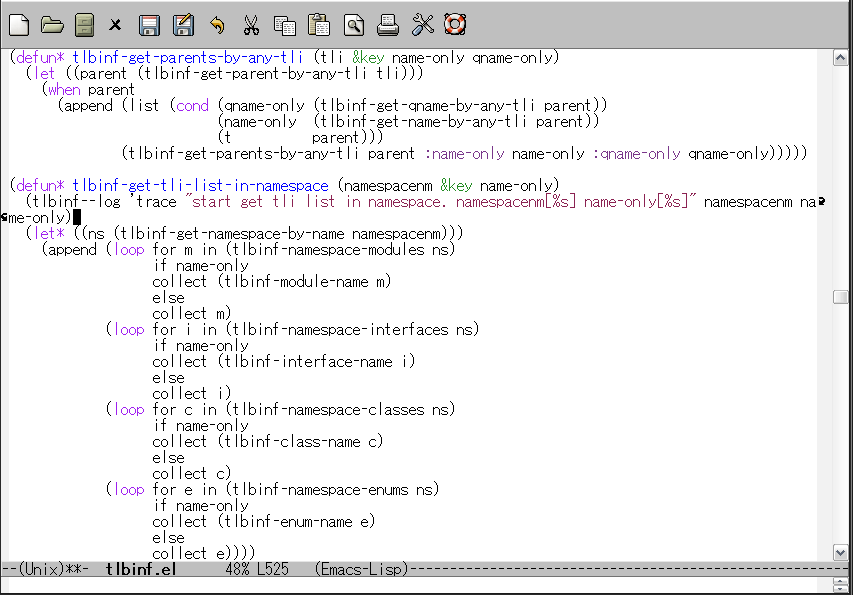 (defun* tlbinf-get-parents-by-any-tli (tli &key name-only qname-only)
  (let ((parent (tlbinf-get-parent-by-any-tli tli)))
    (when parent
      (append (list (cond (qname-only (tlbinf-get-qname-by-any-tli parent))
                          (name-only  (tlbinf-get-name-by-any-tli parent))
                          (t          parent)))
              (tlbinf-get-parents-by-any-tli parent :name-only name-only :qname-only qname-only)))))

(defun* tlbinf-get-tli-list-in-namespace (namespacenm &key name-only)
  (tlbinf--log 'trace "start get tli list in namespace. namespacenm[%s] name-only[%s]" namespacenm na
me-only)
  (let* ((ns (tlbinf-get-namespace-by-name namespacenm)))
    (append (loop for m in (tlbinf-namespace-modules ns)
                  if name-only
                  collect (tlbinf-module-name m)
                  else
                  collect m)
            (loop for i in (tlbinf-namespace-interfaces ns)
                  if name-only
                  collect (tlbinf-interface-name i)
                  else
                  collect i)
            (loop for c in (tlbinf-namespace-classes ns)
                  if name-only
                  collect (tlbinf-class-name c)
                  else
                  collect c)
            (loop for e in (tlbinf-namespace-enums ns)
                  if name-only
                  collect (tlbinf-enum-name e)
                  else
                  collect e))))
--(Unix)**-  tlbinf.el      48% L525   (Emacs-Lisp)------------------------------------------------------